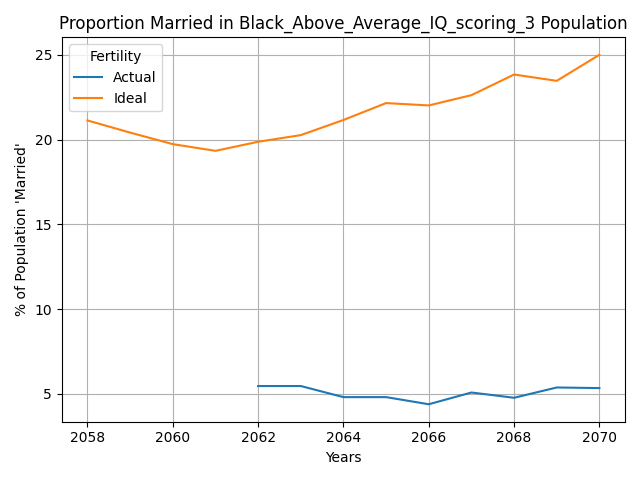 Proportion Married in Black_Above_Average_IQ_scoring_3 Population
Fertility
Actual
Ideal
% of Population 'Married'
25
20
15
10
5
2058 2060 2062 2064 2066 2068 2070
Years